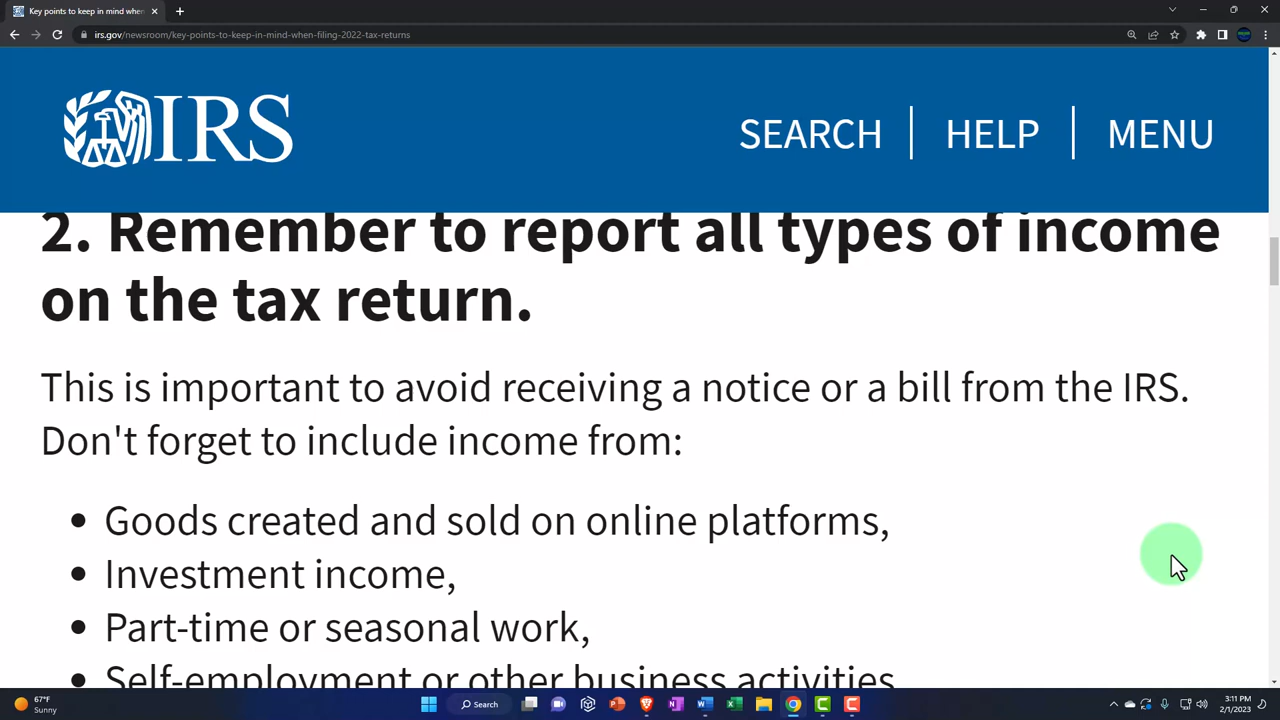 Key points to keep in mind when
irs.gov/newsroom/key-points-to-keep-in-mind-when-filing-2022-tax-returns
IRS
SEARCH
HELP
MENU
2. Remember to report all types of income
on the tax return.
This is important to avoid receiving a notice or a bill from the IRS.
Don't forget to include income from:
• Goods created and sold on online platforms,
• Investment income,
• Part-time or seasonal work,
• Self-employment or other business activities
67°F
Sunny
Search
3:11 PM
2/1/2023